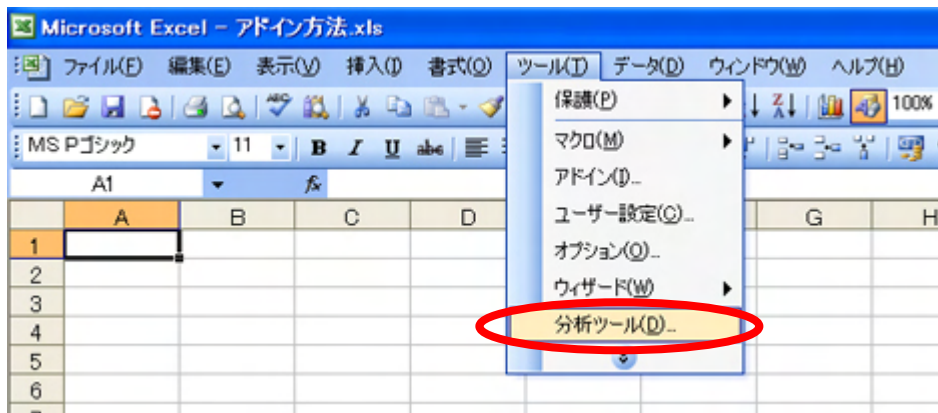 Microsoft Excel - アドイン方法.xls
ファイル(F) 編集(E) 表示(V) 挿入(I) 書式(O) ツール(T) データ(D) ウィンドウ(W) ヘルプ(H)
100%
MS Pゴシック 11 B I U abc
A1 fx
A B C D G H
1
2
3
4
5
6
保護(P)
マクロ(M)
アドイン(I)...
ユーザー設定(C)...
オプション(O)...
ウィザード(W)
分析ツール(D)...